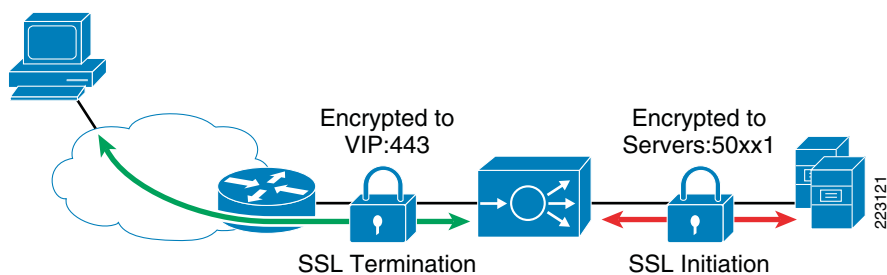 Encrypted to
VIP:443
Encrypted to
Servers:50xx1
SSL Termination
SSL Initiation
223121